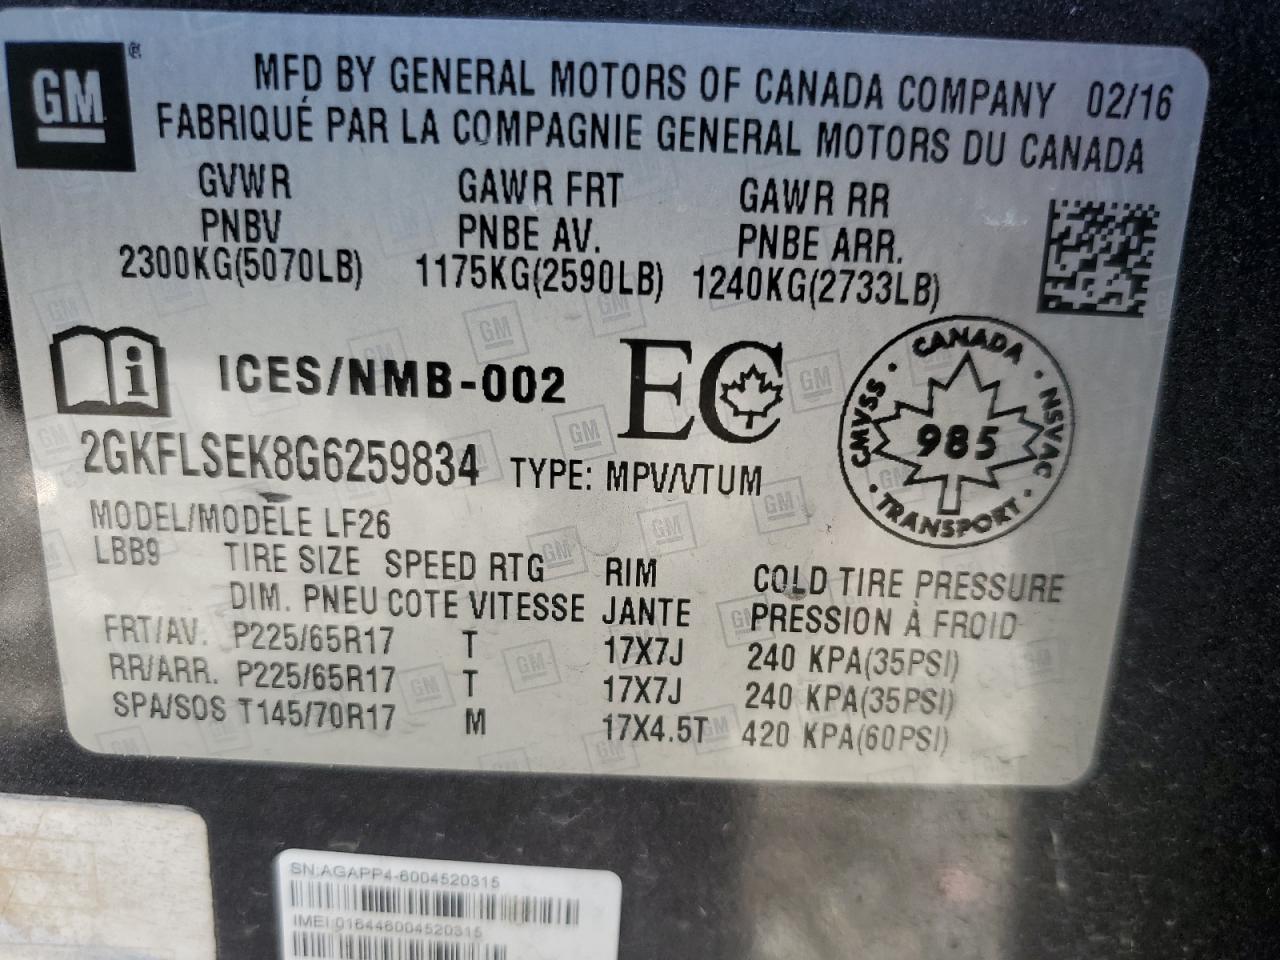 GM
MFD BY GENERAL MOTORS OF CANADA COMPANY 02/16
FABRIQUÉ PAR LA COMPAGNIE GENERAL MOTORS DU CANADA
GVWR GAWR FRT GAWR RR
PNBV PNBE AV. PNBE ARR.
2300KG(5070LB) 1175KG(2590LB) 1240KG(2733LB)
i ICES/NMB-002 EC
CANADA
CMVSS · 985 · NSVAC
TRANSPORT
2GKFLSEK8G6259834 TYPE: MPV/VTUM
MODEL/MODÈLE LF26
LBB9 TIRE SIZE SPEED RTG RIM COLD TIRE PRESSURE
DIM. PNEU COTE VITESSE JANTE PRESSION À FROID
FRT/AV. P225/65R17 T 17X7J 240 KPA(35PSI)
RR/ARR. P225/65R17 T 17X7J 240 KPA(35PSI)
SPA/SOS T145/70R17 M 17X4.5T 420 KPA(60PSI)
SN:AGAPP4-6004520315
IMEI:016446004520315